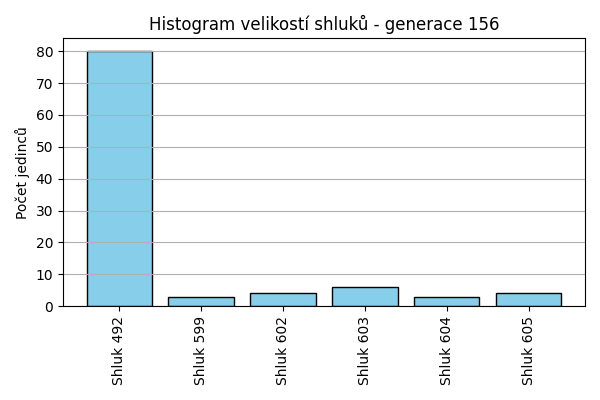 Histogram velikostí shluků - generace 156
Počet jedinců
80
70
60
50
40
30
20
10
0
Shluk 492
Shluk 599
Shluk 602
Shluk 603
Shluk 604
Shluk 605